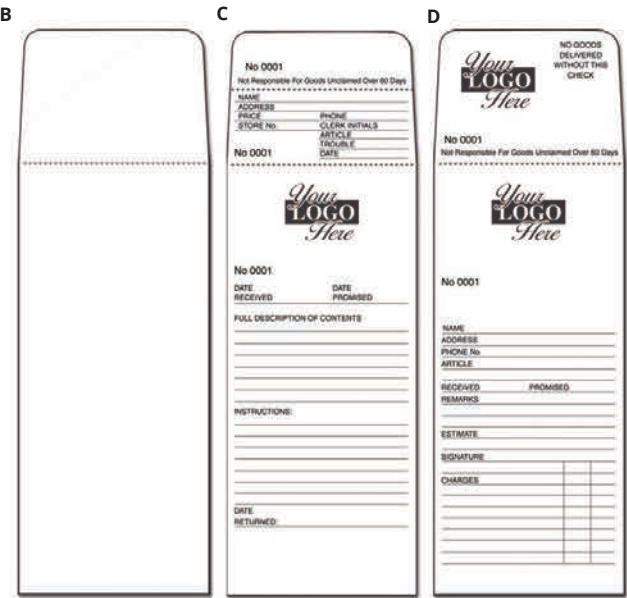 B
C
No 0001
Not Responsible For Goods Unclaimed Over 60 Days
NAME
ADDRESS
PRICE PHONE
STORE No. CLERK INITIALS
ARTICLE
TROUBLE
No 0001 DATE
Your
LOGO
Here
No 0001
DATE RECEIVED DATE PROMISED
FULL DESCRIPTION OF CONTENTS
INSTRUCTIONS:
DATE
RETURNED:
D
Your
LOGO
Here
NO GOODS
DELIVERED
WITHOUT THIS
CHECK
No 0001
Not Responsible For Goods Unclaimed Over 60 Days
Your
LOGO
Here
No 0001
NAME
ADDRESS
PHONE No
ARTICLE
RECEIVED PROMISED
REMARKS
ESTIMATE
SIGNATURE
CHARGES